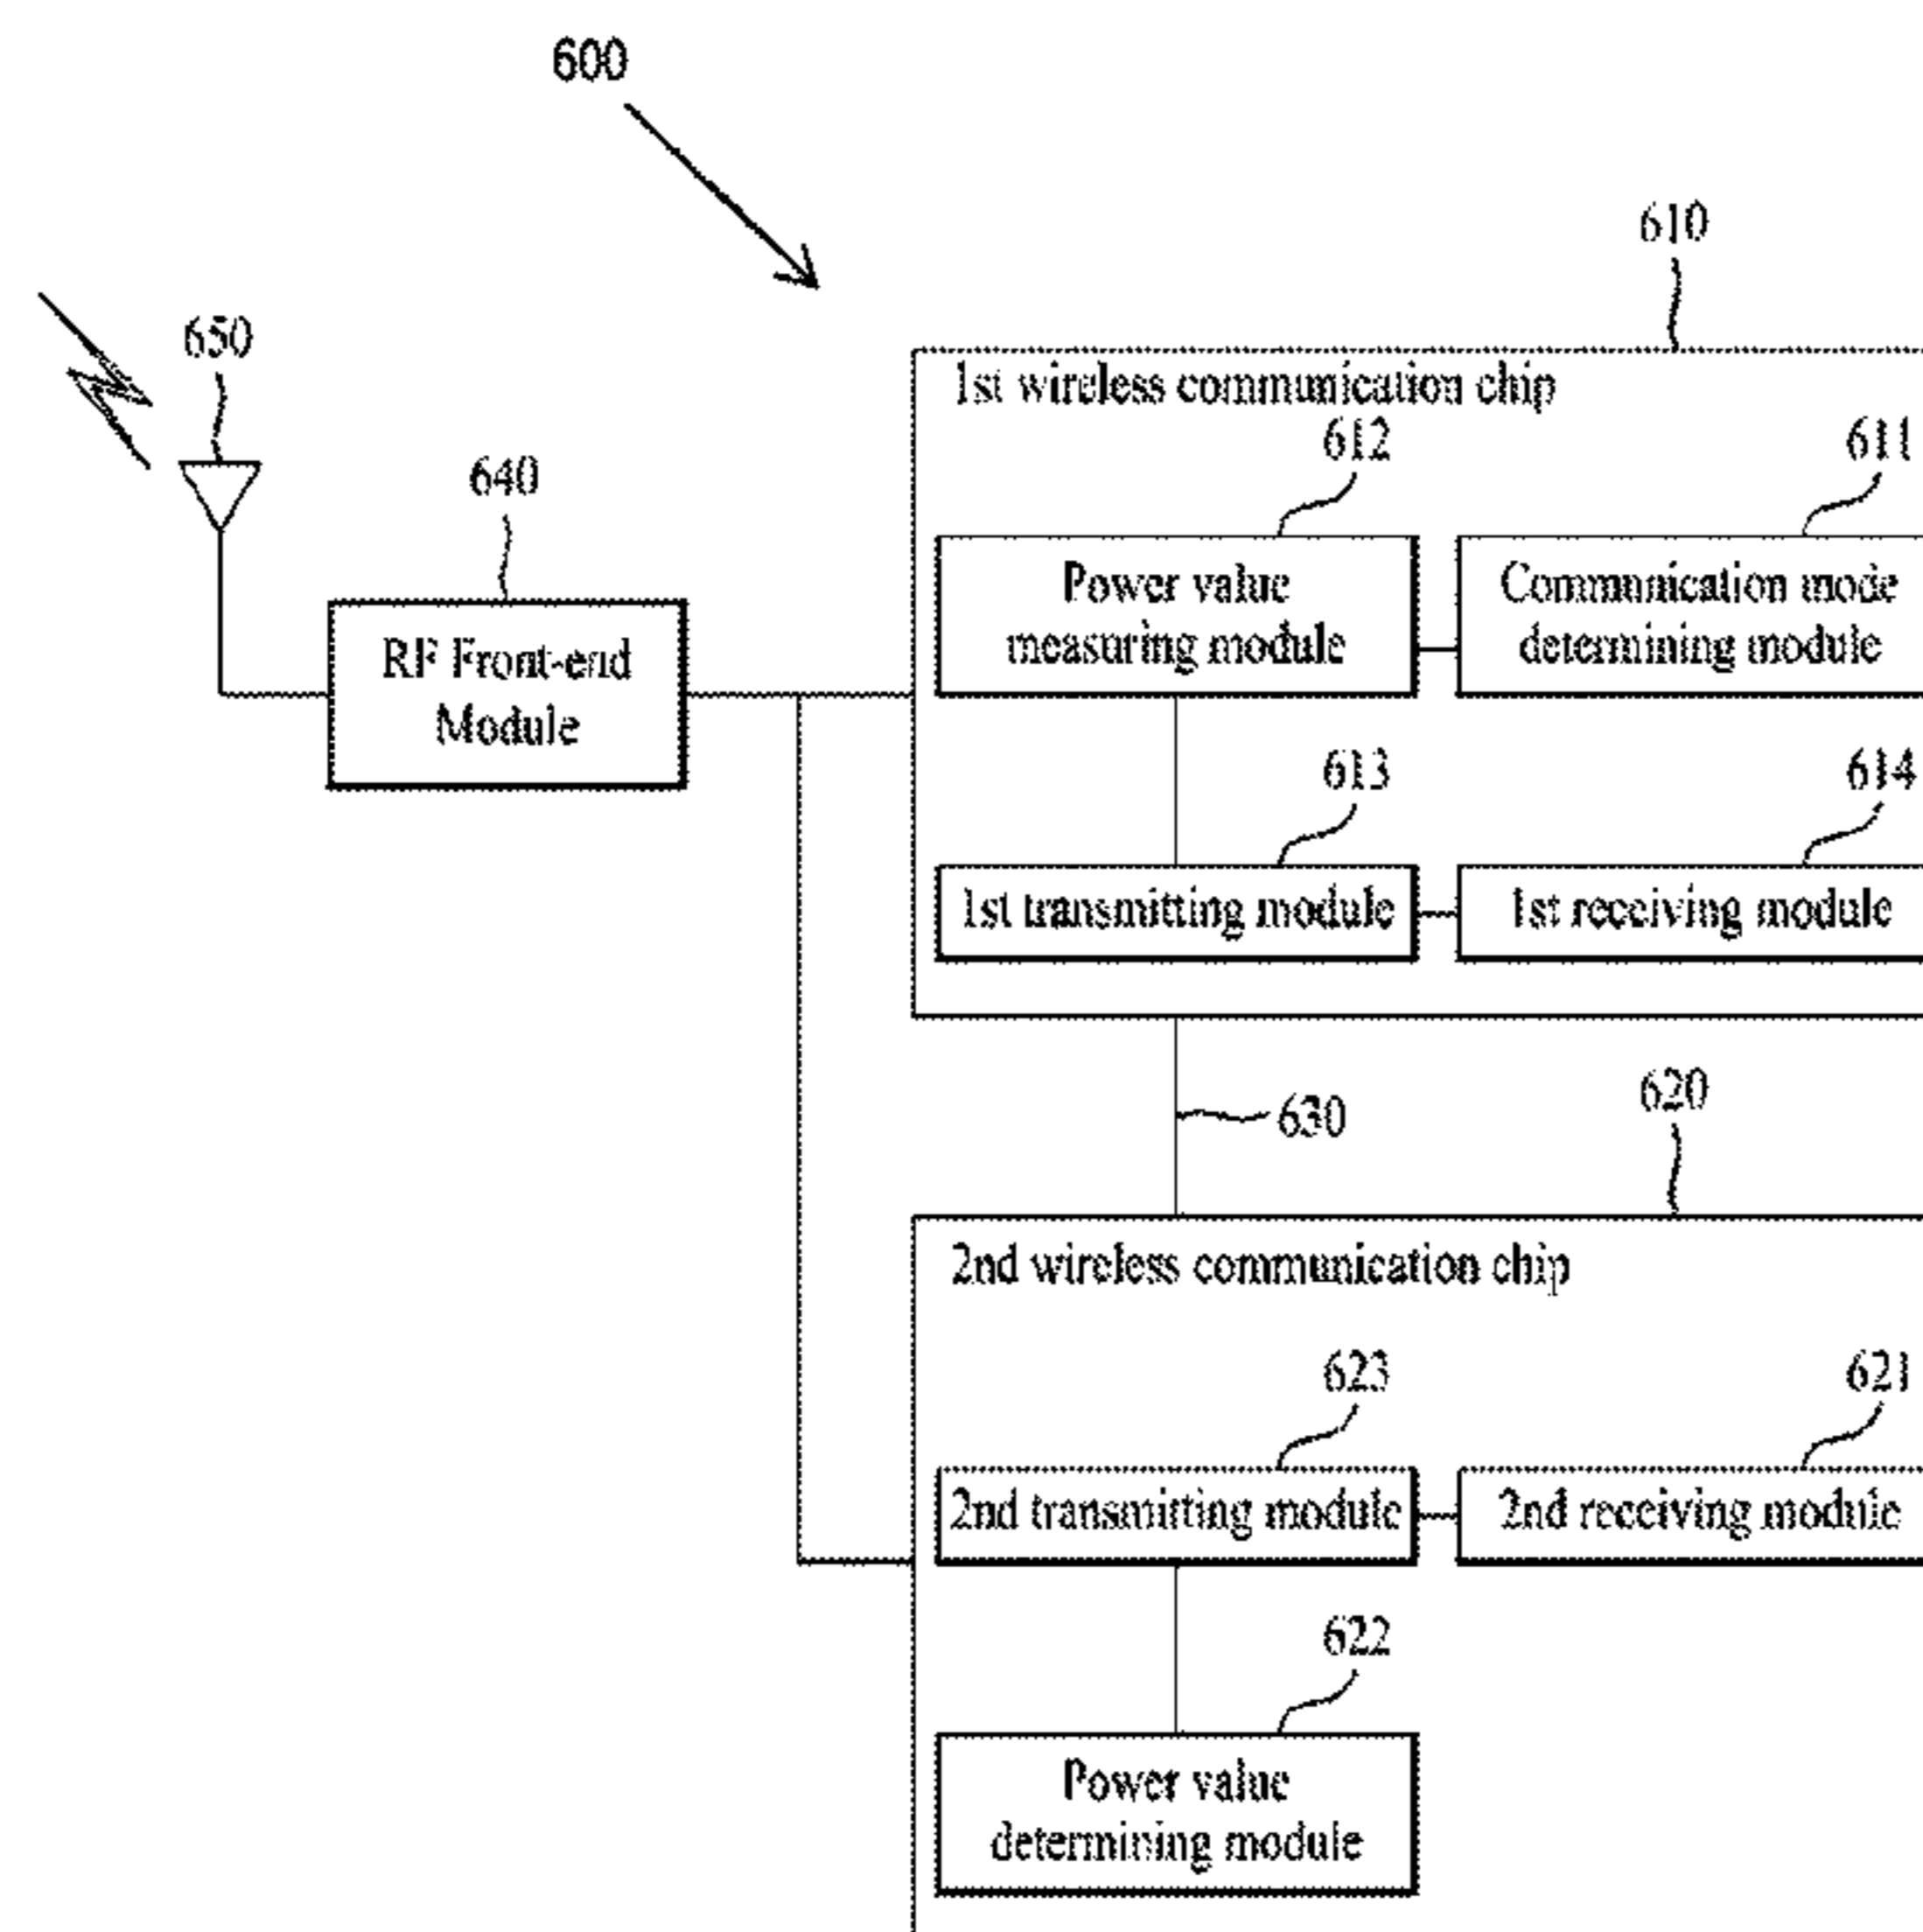 600
610
650
1st wireless communication chip
612
611
640
Power value
measuring module
Communication mode
determining module
RF Front-end
Module
613
614
1st transmitting module
1st receiving module
630
620
2nd wireless communication chip
623
621
2nd transmitting module
2nd receiving module
622
Power value
determining module